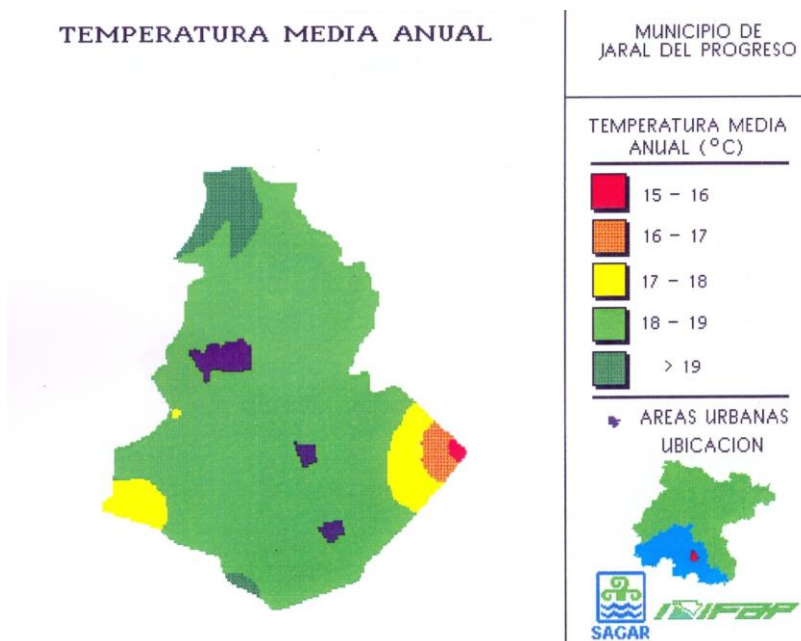 TEMPERATURA MEDIA ANUAL
MUNICIPIO DE
JARAL DEL PROGRESO
TEMPERATURA MEDIA
ANUAL (°C)
15 - 16
16 - 17
17 - 18
18 - 19
> 19
AREAS URBANAS
UBICACION
SAGAR
INIFAP